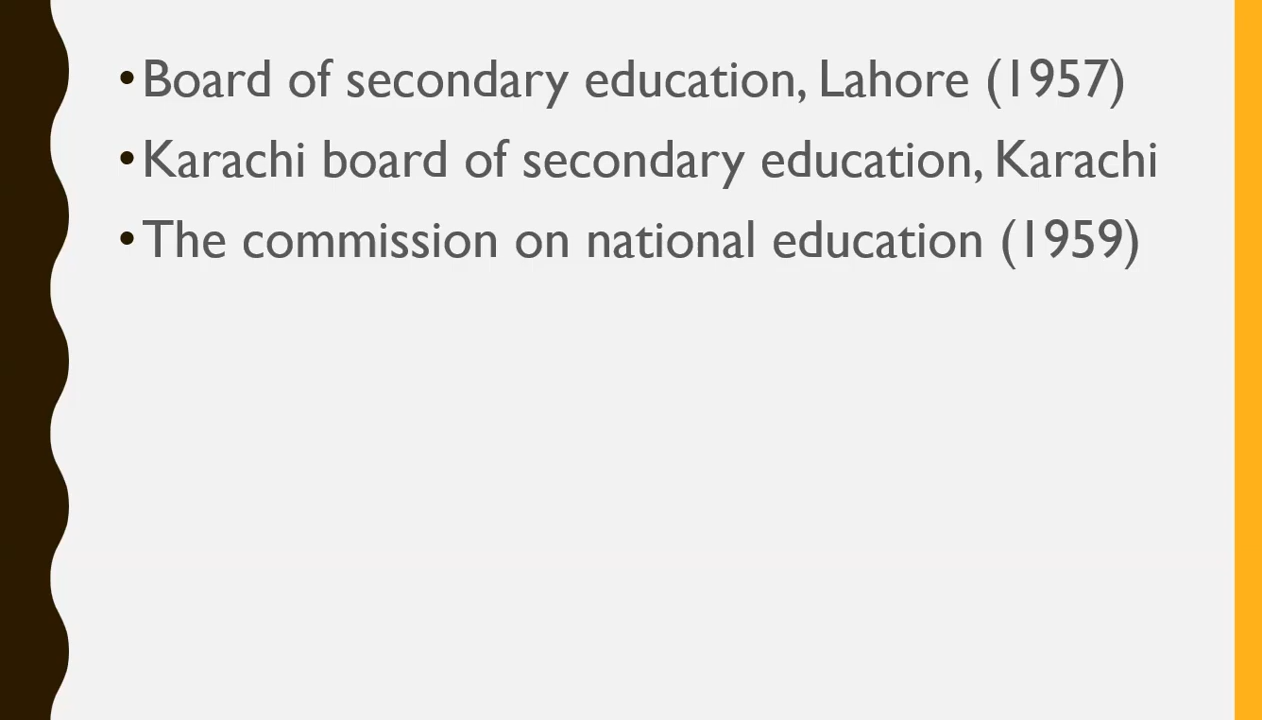 •Board of secondary education, Lahore (1957)
•Karachi board of secondary education, Karachi
•The commission on national education (1959)